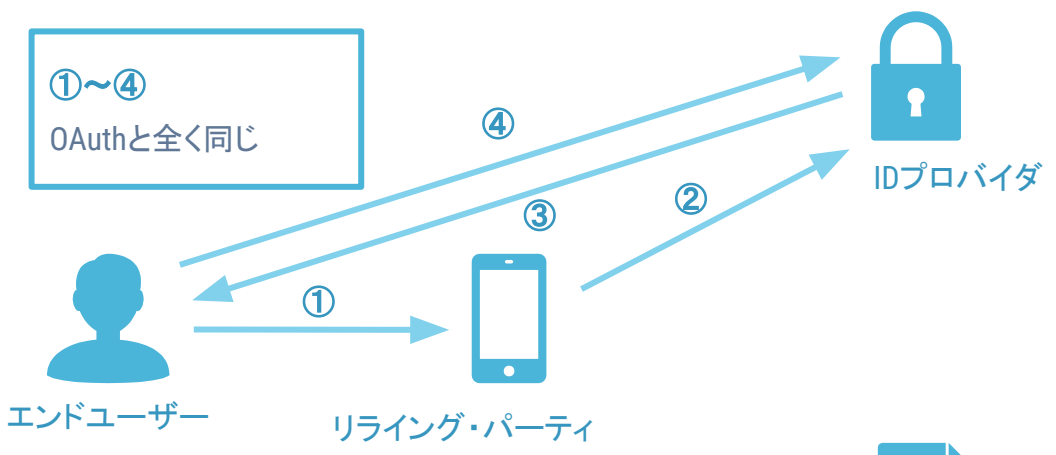 ①～④
OAuthと全く同じ
④
③
②
①
IDプロバイダ
エンドユーザー
リライング・パーティ